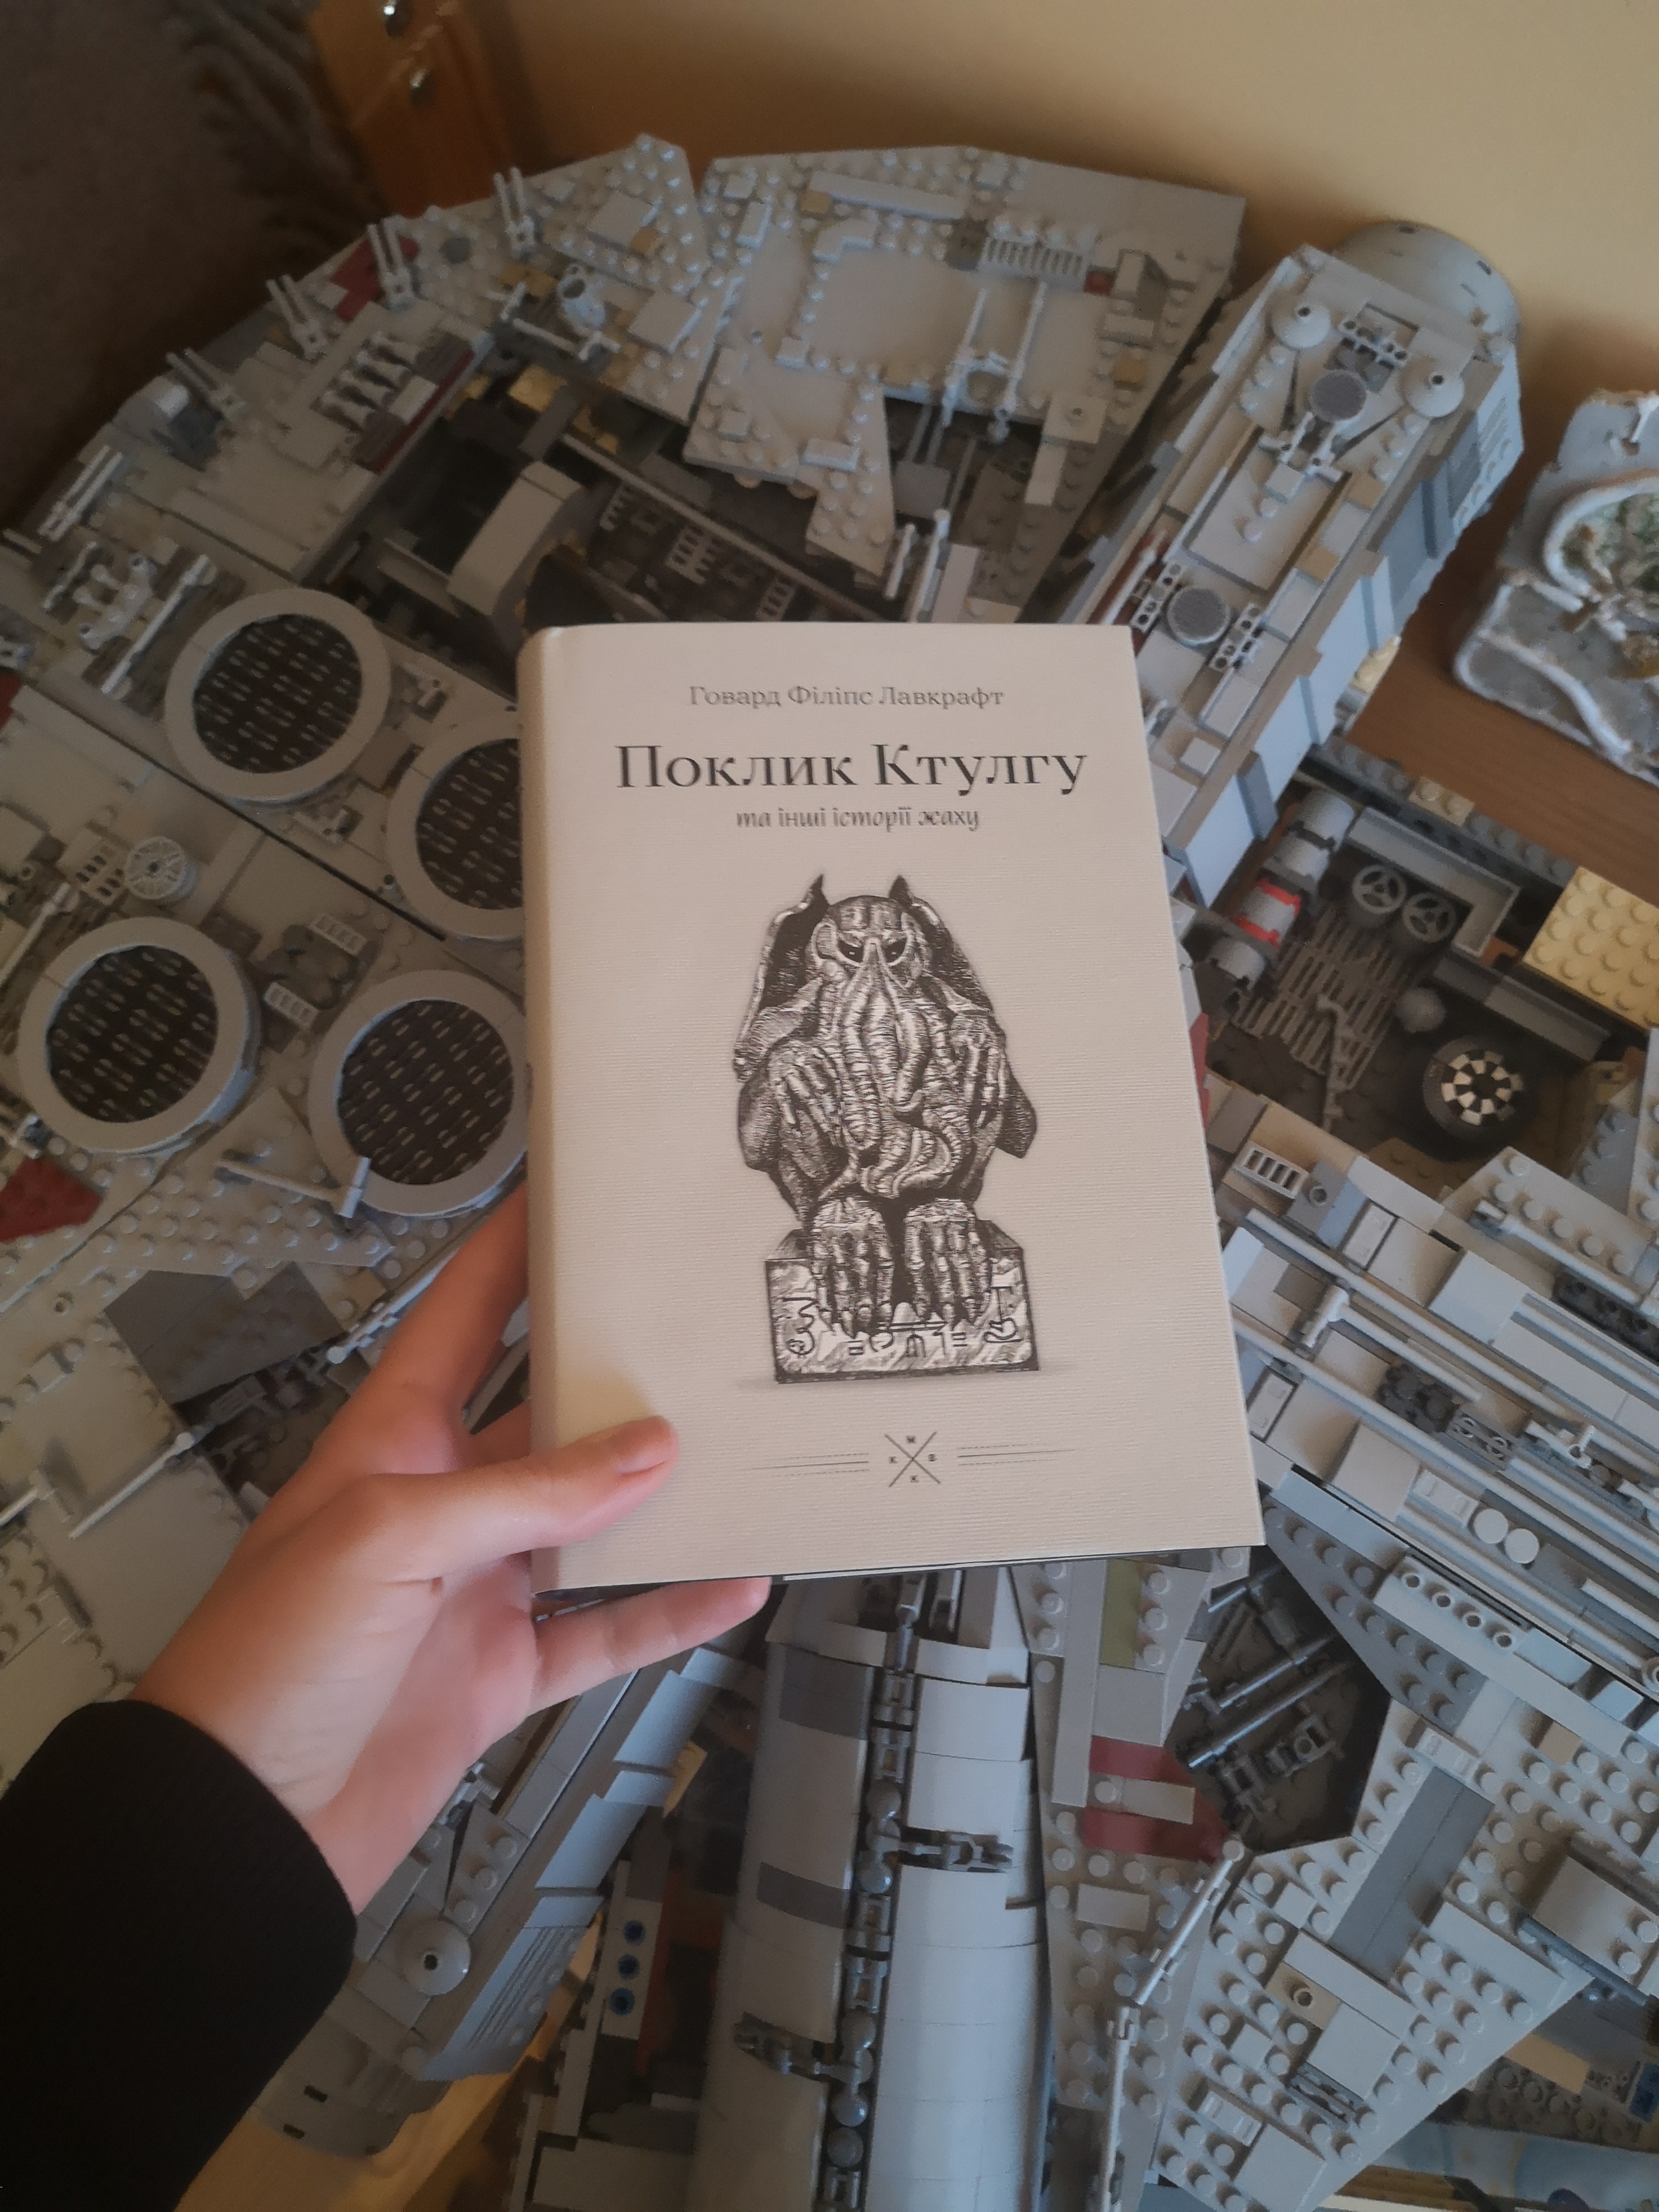 Говард Філіпс Лавкрафт
Поклик Ктулгу
та інші історії жаху
М
К В
К